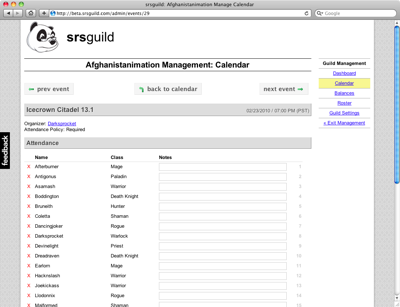 srsguild: Afghanistanimation Manage Calendar
http://beta.srsguild.com/admin/events/29
Google
srsguild
Afghanistanimation Management: Calendar
prev event
back to calendar
next event
Icecrown Citadel 13.1
02/23/2010 / 07:00 PM (PST)
Organizer: Darksprocket
Attendance Policy: Required
Attendance
Name Class Notes
X Afterburner Mage 1
X Antigonus Paladin 2
X Asamash Warrior 3
X Boddington Death Knight 4
X Bruneith Hunter 5
X Coletta Shaman 6
X Dancingjoker Rogue 7
X Darksprocket Warlock 8
X Devinelight Priest 9
X Dreadraven Death Knight 10
X Earlorn Mage 11
X Hacknslash Warrior 12
X Joekickass Warrior 13
X Llodonnix Rogue 14
X Malformed Shaman
Guild Management
Dashboard
Calendar
Balances
Roster
Guild Settings
« Exit Management
feedback